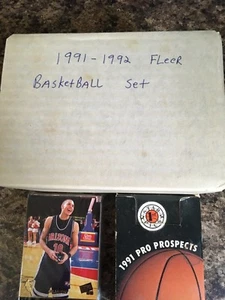 1991-1992 FLEER
BASKETBALL Set
1991 PRO PROSPECTS